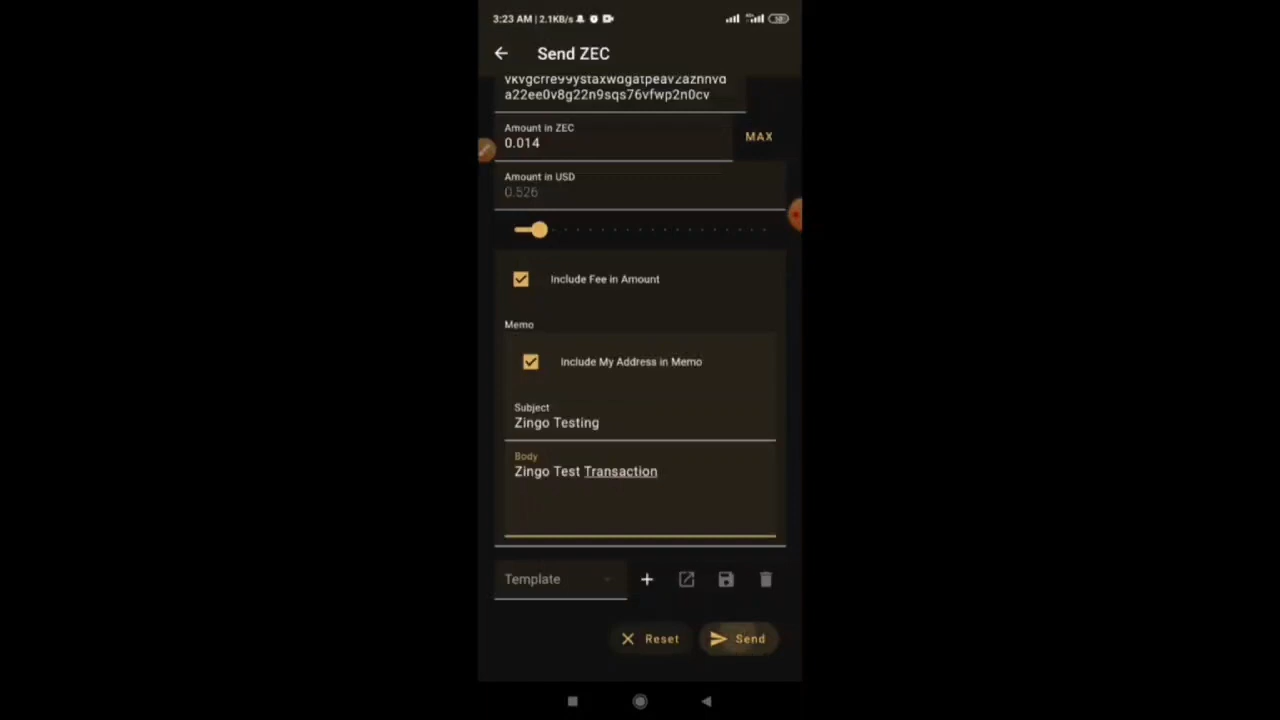 3:23 AM | 2.1KB/s
Send ZEC
a22ee0v8g22n9sqs76vfwp2n0cv
Amount in ZEC
0.014
MAX
Amount in USD
0.526
Include Fee in Amount
Memo
Include My Address in Memo
Subject
Zingo Testing
Body
Zingo Test Transaction
Template
Reset
Send